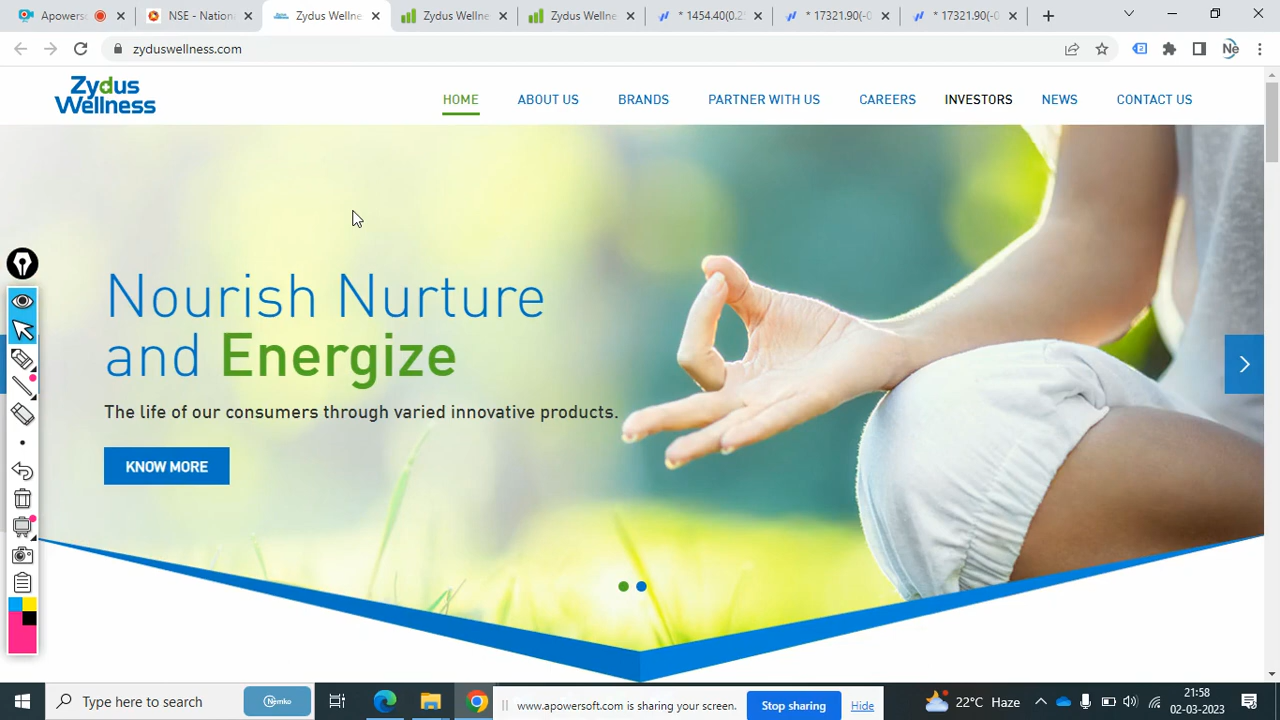 Apowers
NSE - Nation
Zydus Wellne
Zydus Wellne
Zydus Wellne
* 1454.40(0.2
* 17321.90(-0
* 17321.90(-0
zyduswellness.com
Ne
Zydus
Wellness
HOME
ABOUT US
BRANDS
PARTNER WITH US
CAREERS
INVESTORS
NEWS
CONTACT US
Nourish Nurture
and Energize
The life of our consumers through varied innovative products.
KNOW MORE
Type here to search
Nemko
www.apowersoft.com is sharing your screen.
Stop sharing
Hide
22°C Haze
21:58
02-03-2023